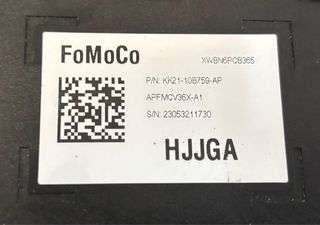 FoMoCo
XWBN6PCB365
P/N: KK21-10B759-AP
APFMCV36X-A1
S/N: 23053211730
HJJGA